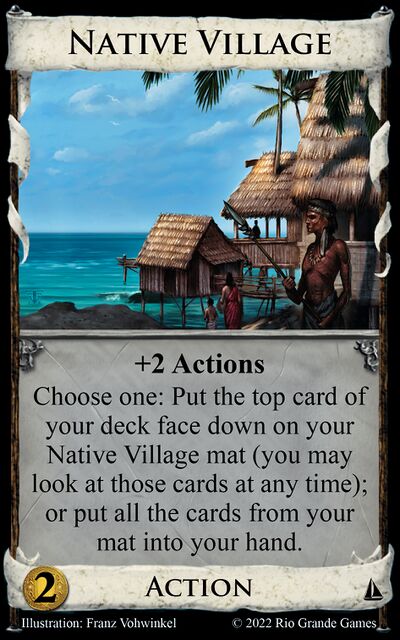 NATIVE VILLAGE
+2 Actions
Choose one: Put the top card of
your deck face down on your
Native Village mat (you may
look at those cards at any time);
or put all the cards from your
mat into your hand.
2 ACTION
Illustration: Franz Vohwinkel © 2022 Rio Grande Games